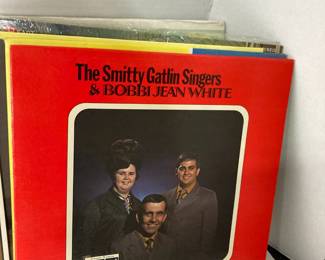 The Smitty Gatlin Singers
& BOBBI JEAN WHITE